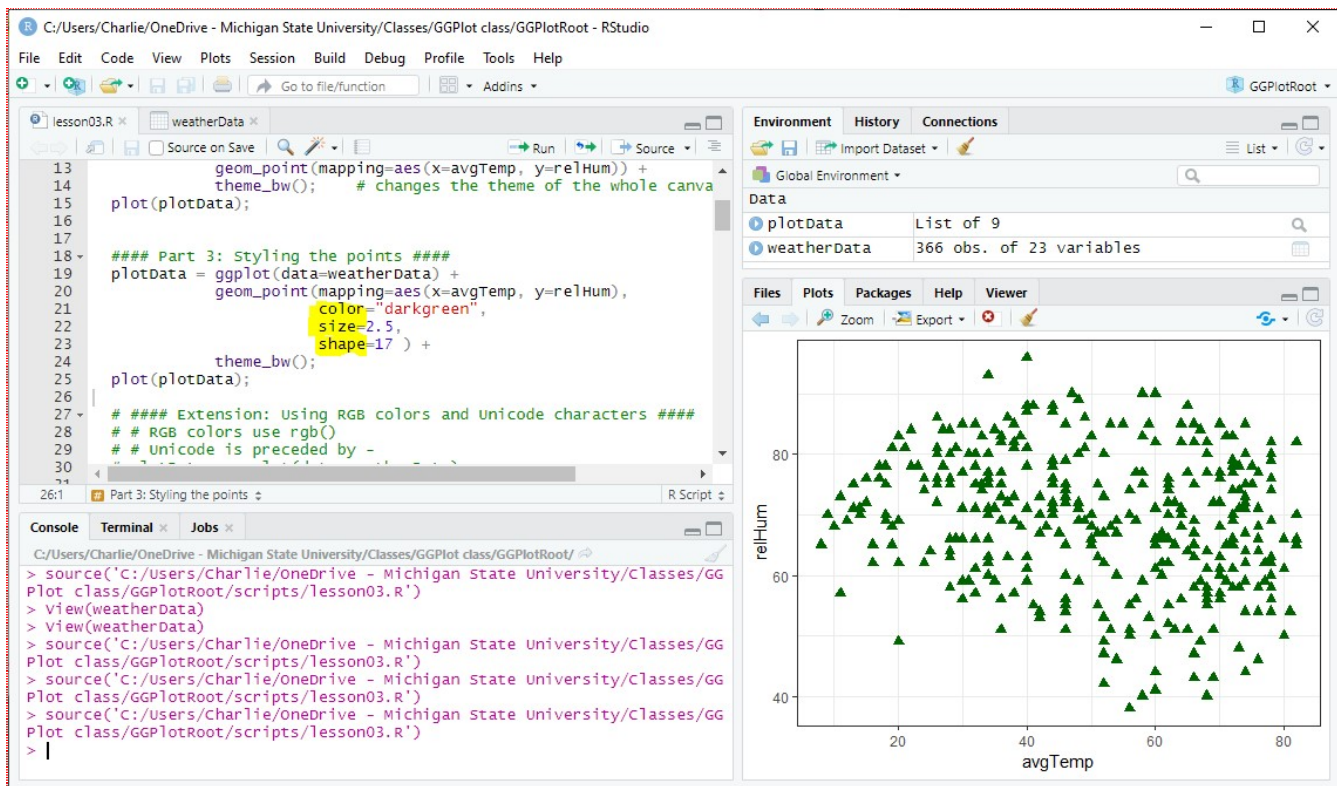 C:/Users/Charlie/OneDrive - Michigan State University/Classes/GGPlot class/GGPlotRoot - RStudio
File Edit Code View Plots Session Build Debug Profile Tools Help
Go to file/function Addins GGPlotRoot
lesson03.R weatherData
Source on Save Run Source
13 geom_point(mapping=aes(x=avgTemp, y=relHum)) +
14 theme_bw(); # changes the theme of the whole canva
15 plot(plotData);
16
17
18 #### Part 3: Styling the points ####
19 plotData = ggplot(data=weatherData) +
20 geom_point(mapping=aes(x=avgTemp, y=relHum),
21 color="darkgreen",
22 size=2.5,
23 shape=17 ) +
24 theme_bw();
25 plot(plotData);
26
27 # #### Extension: Using RGB colors and Unicode characters ####
28 # # RGB colors use rgb()
29 # # Unicode is preceded by -
30
26:1 # Part 3: Styling the points R Script
Console Terminal Jobs
C:/Users/Charlie/OneDrive - Michigan State University/Classes/GGPlot class/GGPlotRoot/
> source('C:/Users/Charlie/OneDrive - Michigan State University/Classes/GG
Plot class/GGPlotRoot/scripts/lesson03.R')
> View(weatherData)
> View(weatherData)
> source('C:/Users/Charlie/OneDrive - Michigan State University/Classes/GG
Plot class/GGPlotRoot/scripts/lesson03.R')
> source('C:/Users/Charlie/OneDrive - Michigan State University/Classes/GG
Plot class/GGPlotRoot/scripts/lesson03.R')
> source('C:/Users/Charlie/OneDrive - Michigan State University/Classes/GG
Plot class/GGPlotRoot/scripts/lesson03.R')
>
Environment History Connections
Import Dataset List
Global Environment
Data
plotData List of 9
weatherData 366 obs. of 23 variables
Files Plots Packages Help Viewer
Zoom Export
80
60
40
relHum
20 40 60 80
avgTemp